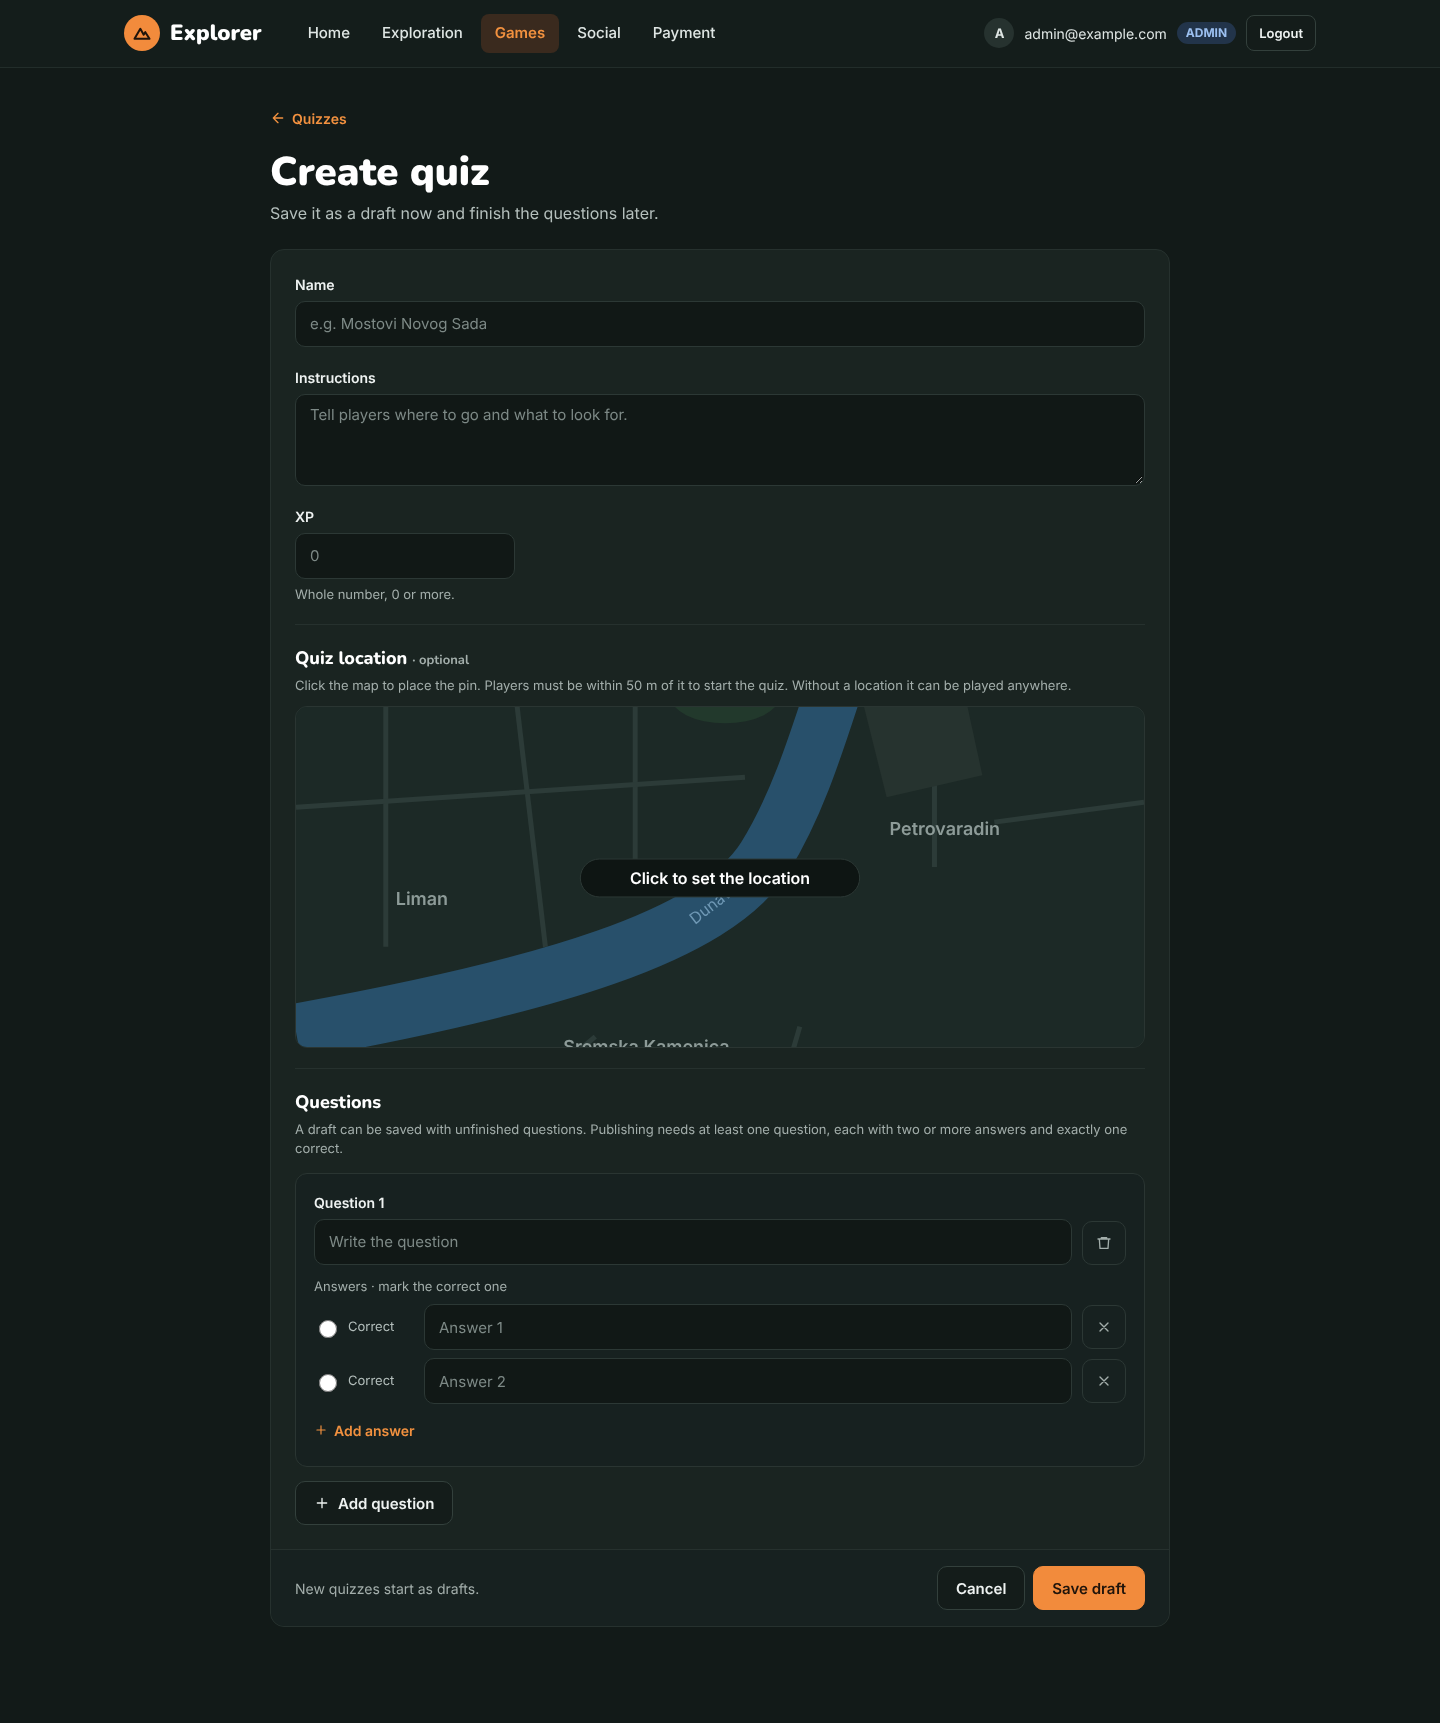 Explorer
Home
Exploration
Games
Social
Payment
A
admin@example.com
ADMIN
Logout
Quizzes
Create quiz
Save it as a draft now and finish the questions later.
Name
e.g. Mostovi Novog Sada
Instructions
Tell players where to go and what to look for.
XP
0
Whole number, 0 or more.
Quiz location · optional
Click the map to place the pin. Players must be within 50 m of it to start the quiz. Without a location it can be played anywhere.
Petrovaradin
Click to set the location
Liman
Questions
A draft can be saved with unfinished questions. Publishing needs at least one question, each with two or more answers and exactly one
correct.
Question 1
Write the question
Answers · mark the correct one
Correct
Answer 1
Correct
Answer 2
Add answer
Add question
New quizzes start as drafts.
Cancel
Save draft